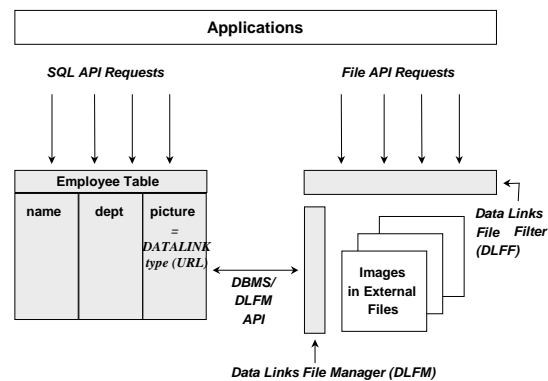 Applications
SQL API Requests
File API Requests
Employee Table
name
dept
picture
=
DATALINK
type (URL)
DBMS/
DLFM
API
Images
in External
Files
Data Links
File Filter
(DLFF)
Data Links File Manager (DLFM)